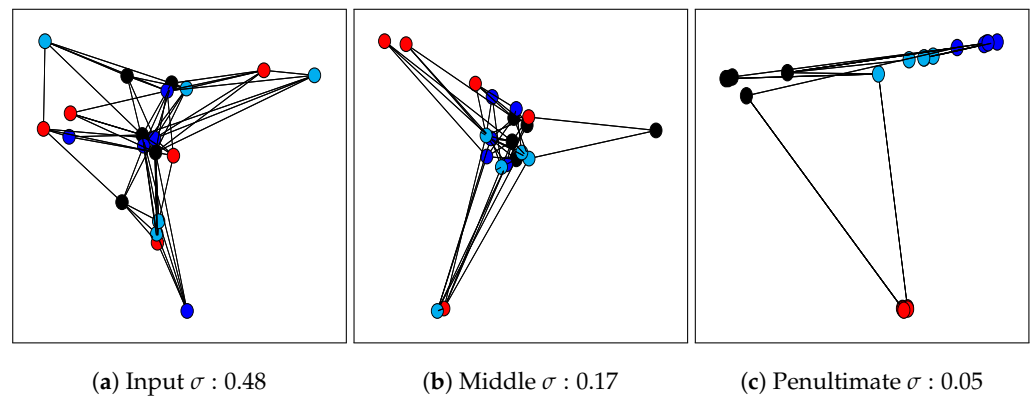 (a) Input σ : 0.48
(b) Middle σ : 0.17
(c) Penultimate σ : 0.05